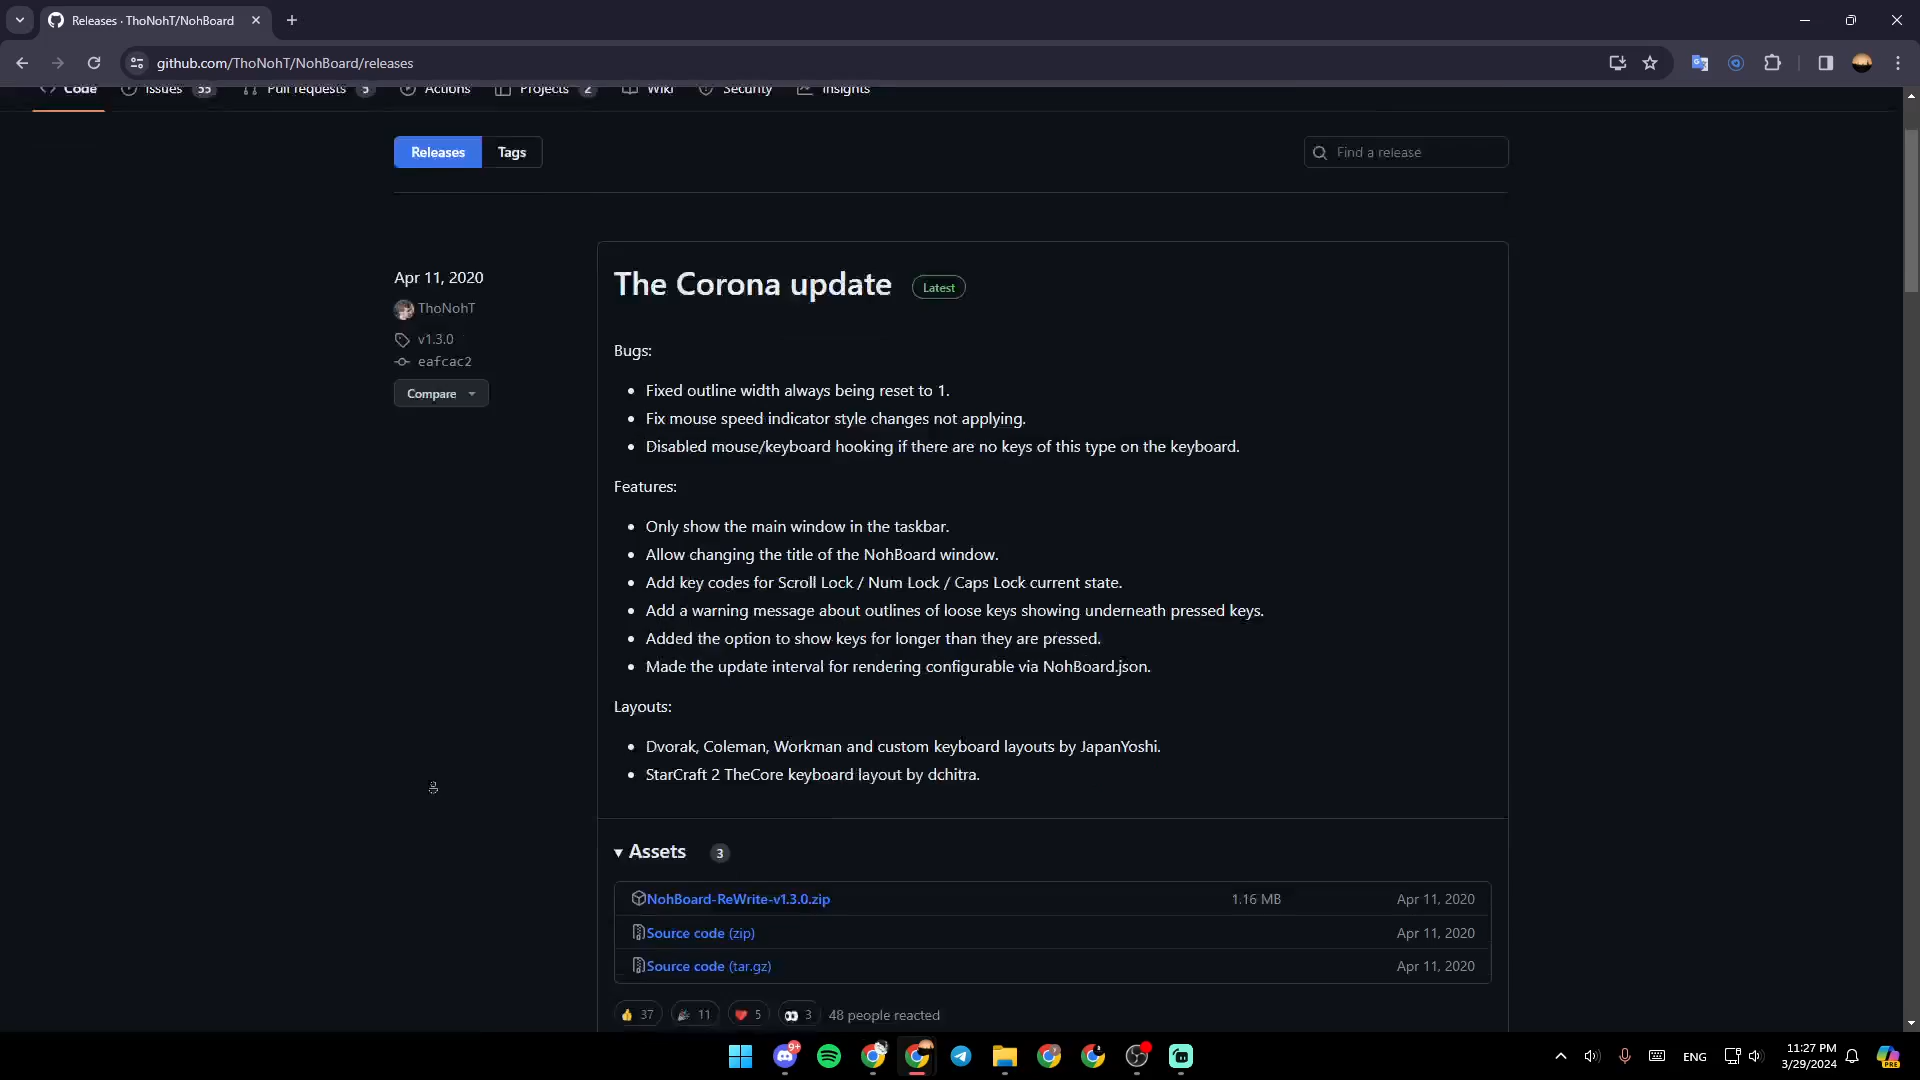 Releases · ThoNohT/NohBoard
github.com/ThoNohT/NohBoard/releases
Code Issues 55 Pull requests 5 Actions Projects 2 Wiki Security Insights
Releases Tags Find a release
Apr 11, 2020
ThoNohT
v1.3.0
eafcac2
Compare
The Corona update Latest
Bugs:
Fixed outline width always being reset to 1.
Fix mouse speed indicator style changes not applying.
Disabled mouse/keyboard hooking if there are no keys of this type on the keyboard.
Features:
Only show the main window in the taskbar.
Allow changing the title of the NohBoard window.
Add key codes for Scroll Lock / Num Lock / Caps Lock current state.
Add a warning message about outlines of loose keys showing underneath pressed keys.
Added the option to show keys for longer than they are pressed.
Made the update interval for rendering configurable via NohBoard.json.
Layouts:
Dvorak, Coleman, Workman and custom keyboard layouts by JapanYoshi.
StarCraft 2 TheCore keyboard layout by dchitra.
Assets 3
NohBoard-ReWrite-v1.3.0.zip 1.16 MB Apr 11, 2020
Source code (zip) Apr 11, 2020
Source code (tar.gz) Apr 11, 2020
37 11 5 3 48 people reacted
9+
ENG
11:27 PM
3/29/2024
PRE